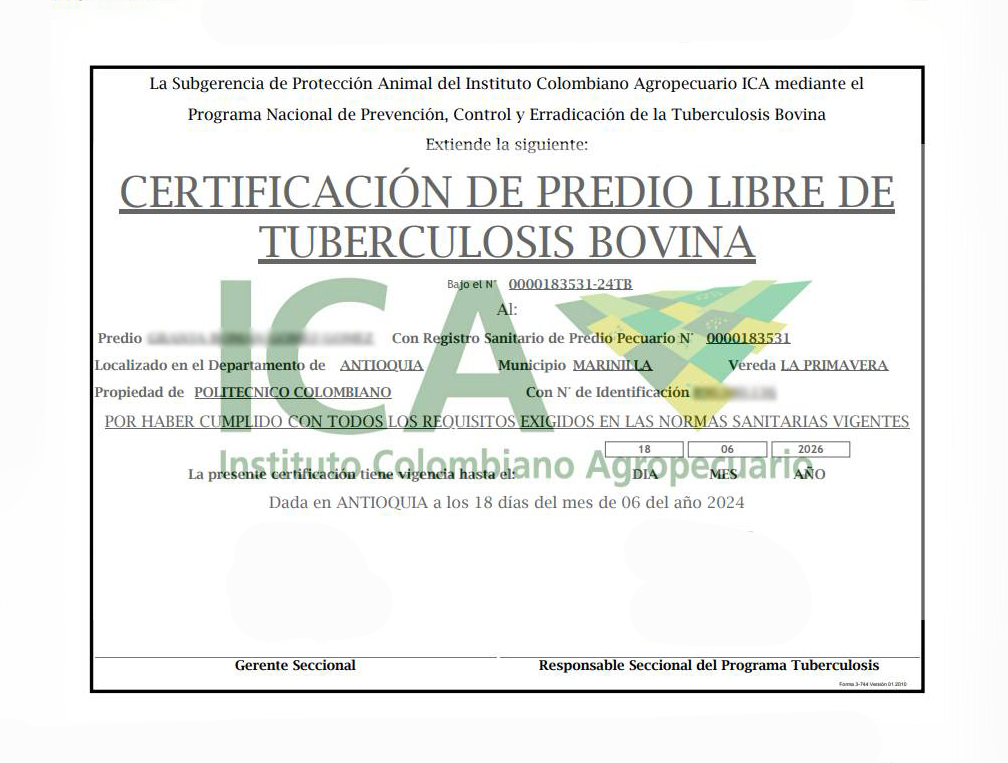 La Subgerencia de Protección Animal del Instituto Colombiano Agropecuario ICA mediante el
Programa Nacional de Prevención, Control y Erradicación de la Tuberculosis Bovina
Extiende la siguiente:
CERTIFICACIÓN DE PREDIO LIBRE DE
TUBERCULOSIS BOVINA
Bajo el N° 0000183531-24TB
Al:
Predio Con Registro Sanitario de Predio Pecuario N° 0000183531
Localizado en el Departamento de ANTIOQUIA Municipio MARINILLA Vereda LA PRIMAVERA
Propiedad de POLITECNICO COLOMBIANO Con N° de Identificación
POR HABER CUMPLIDO CON TODOS LOS REQUISITOS EXIGIDOS EN LAS NORMAS SANITARIAS VIGENTES
18 06 2026
La presente certificación tiene vigencia hasta el: DIA MES AÑO
Dada en ANTIOQUIA a los 18 días del mes de 06 del año 2024
ICA
Instituto Colombiano Agropecuario
Gerente Seccional Responsable Seccional del Programa Tuberculosis
Forma 3-744 Versión 01 2010